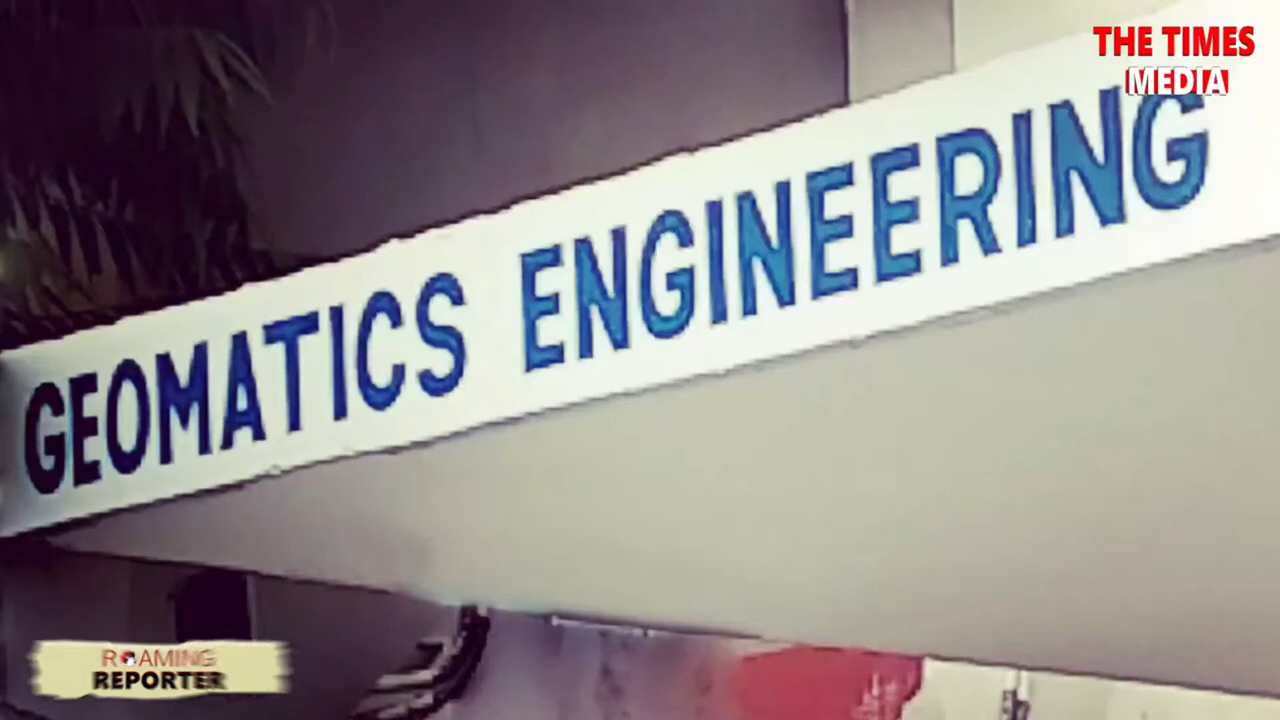 THE TIMES
MEDIA
GEOMATICS ENGINEERING
ROAMING
REPORTER